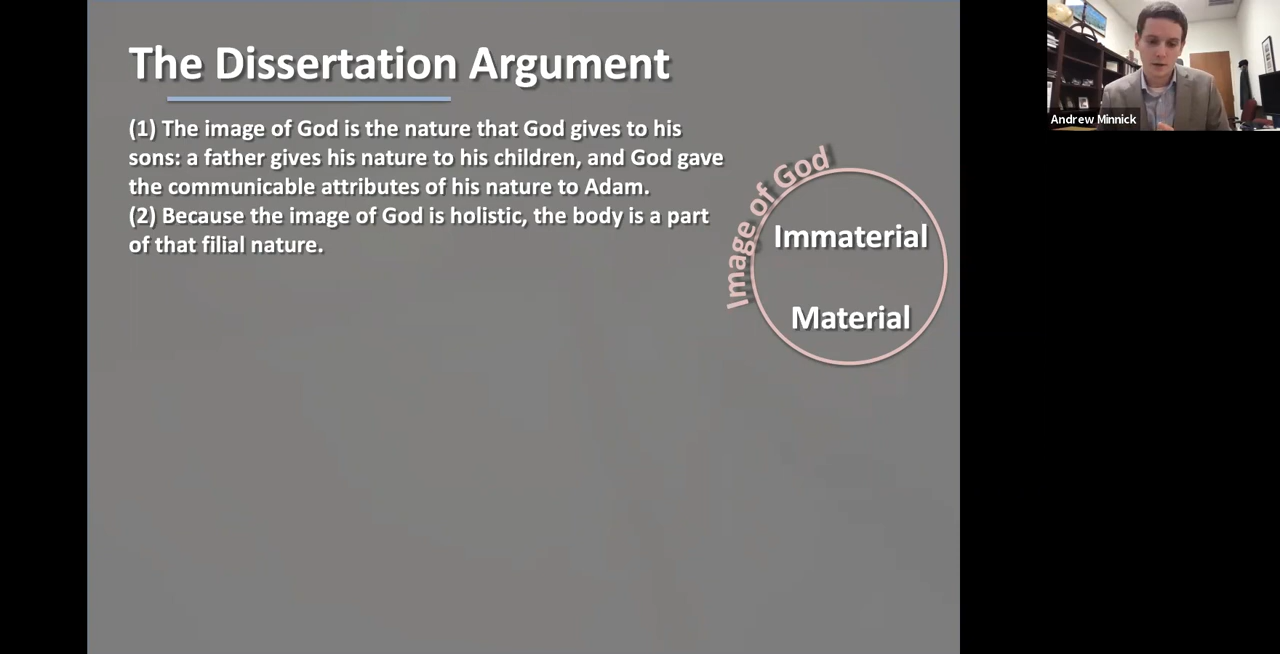 The Dissertation Argument
(1) The image of God is the nature that God gives to his
sons: a father gives his nature to his children, and God gave
the communicable attributes of his nature to Adam.
(2) Because the image of God is holistic, the body is a part
of that filial nature.
Image of God
Immaterial
Material
Andrew Minnick